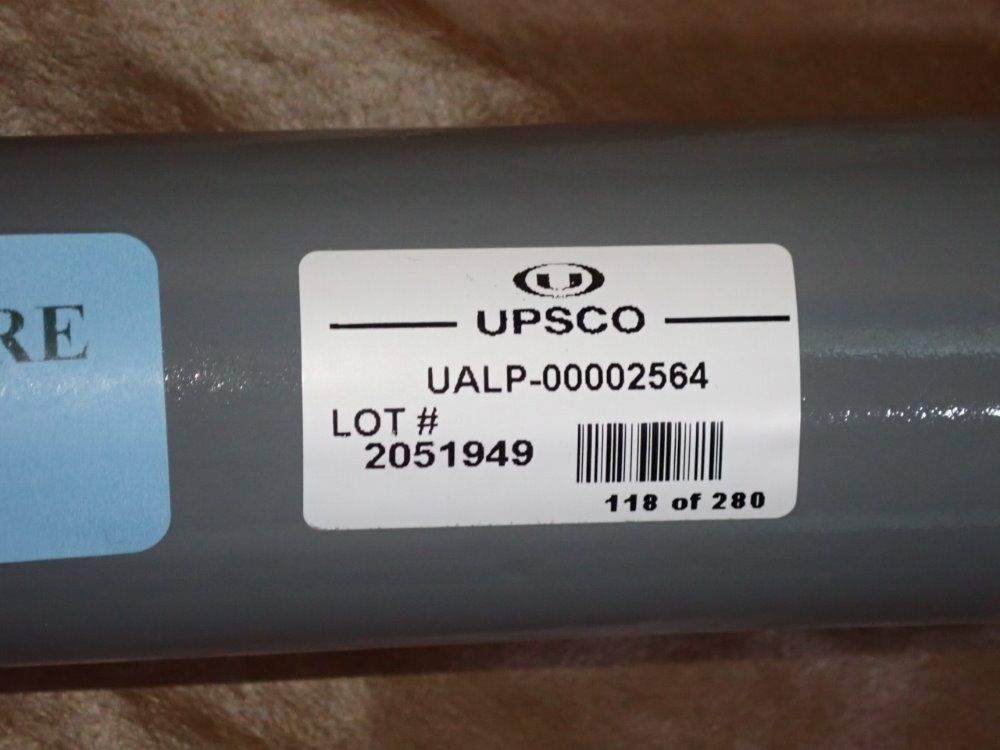 RE
U
UPSCO
UALP-00002564
LOT #
2051949
118 of 280